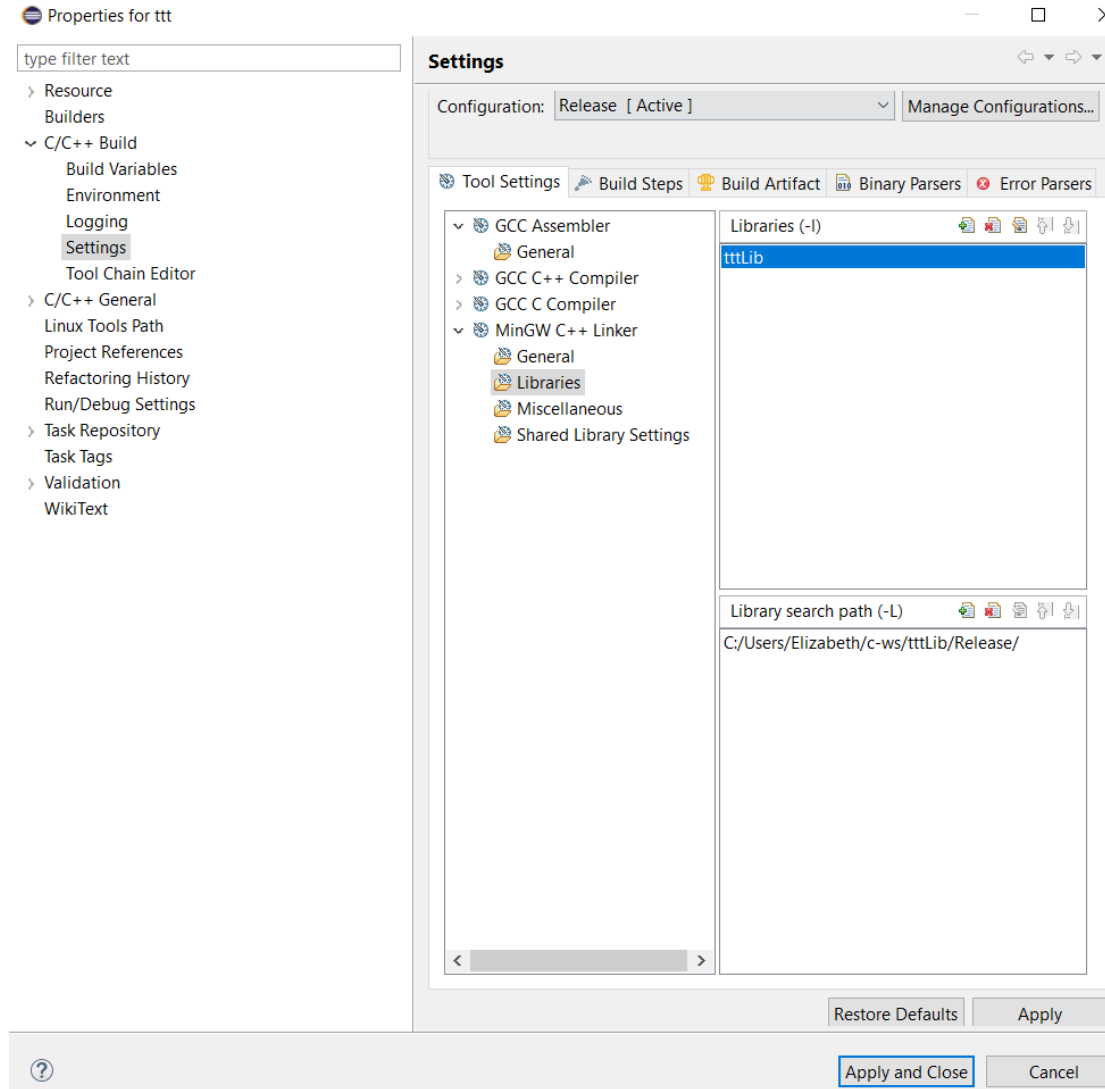 Properties for ttt
type filter text
Resource
Builders
C/C++ Build
Build Variables
Environment
Logging
Settings
Tool Chain Editor
C/C++ General
Linux Tools Path
Project References
Refactoring History
Run/Debug Settings
Task Repository
Task Tags
Validation
WikiText
Settings
Configuration: Release [ Active ] Manage Configurations...
Tool Settings Build Steps Build Artifact Binary Parsers Error Parsers
GCC Assembler
General
GCC C++ Compiler
GCC C Compiler
MinGW C++ Linker
General
Libraries
Miscellaneous
Shared Library Settings
Libraries (-l)
tttLib
Library search path (-L)
C:/Users/Elizabeth/c-ws/tttLib/Release/
Restore Defaults Apply
? Apply and Close Cancel